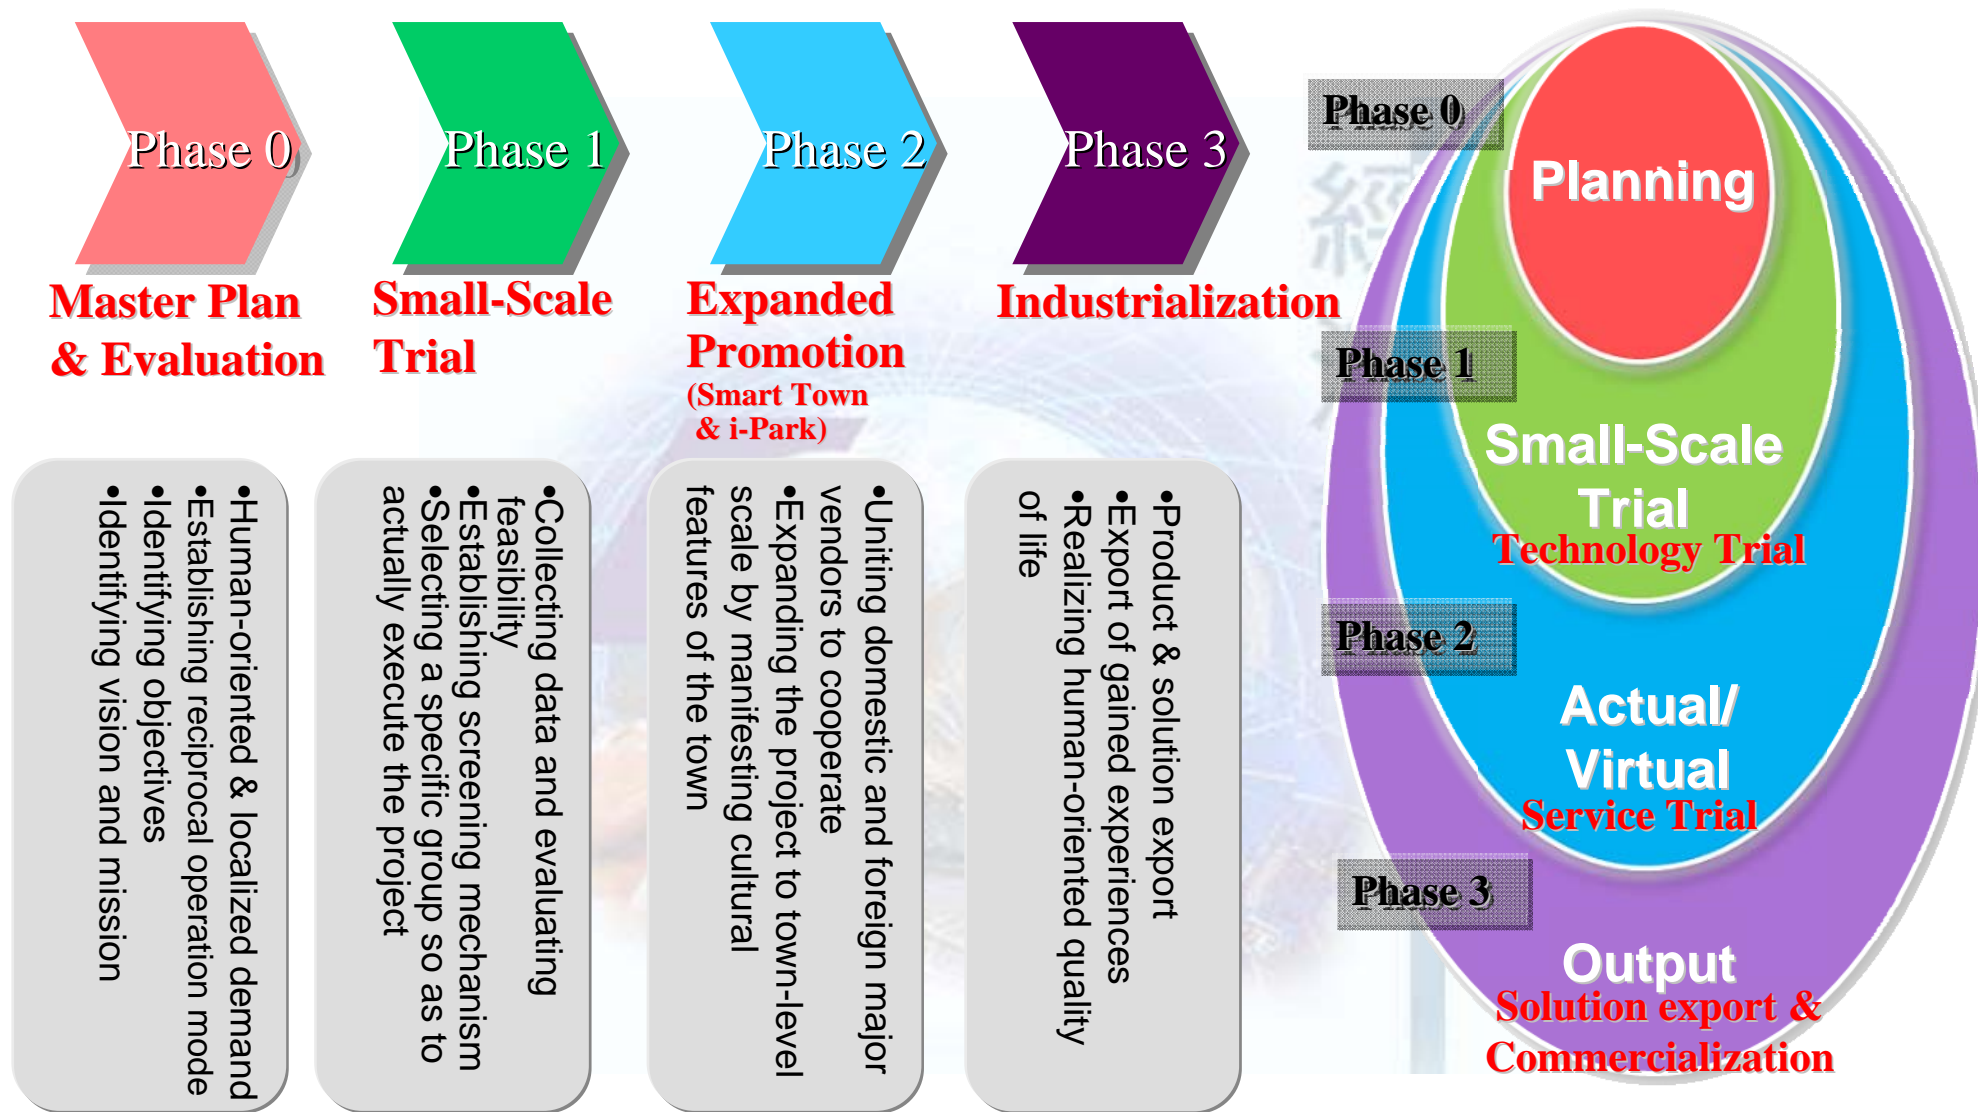 Phase 0
Phase 1
Phase 2
Phase 3
Master Plan
& Evaluation
Small-Scale
Trial
Expanded
Promotion
(Smart Town
& i-Park)
Industrialization
•Human-oriented & localized demand
•Establishing reciprocal operation mode
•Identifying objectives
•Identifying vision and mission
•Collecting data and evaluating
feasibility
•Establishing screening mechanism
•Selecting a specific group so as to
actually execute the project
•Uniting domestic and foreign major
vendors to cooperate
•Expanding the project to town-level
scale by manifesting cultural
features of the town
•Product & solution export
•Export of gained experiences
•Realizing human-oriented quality
of life
Phase 0
Planning
Phase 1
Small-Scale
Trial
Technology Trial
Phase 2
Actual/
Virtual
Service Trial
Phase 3
Output
Solution export &
Commercialization
經